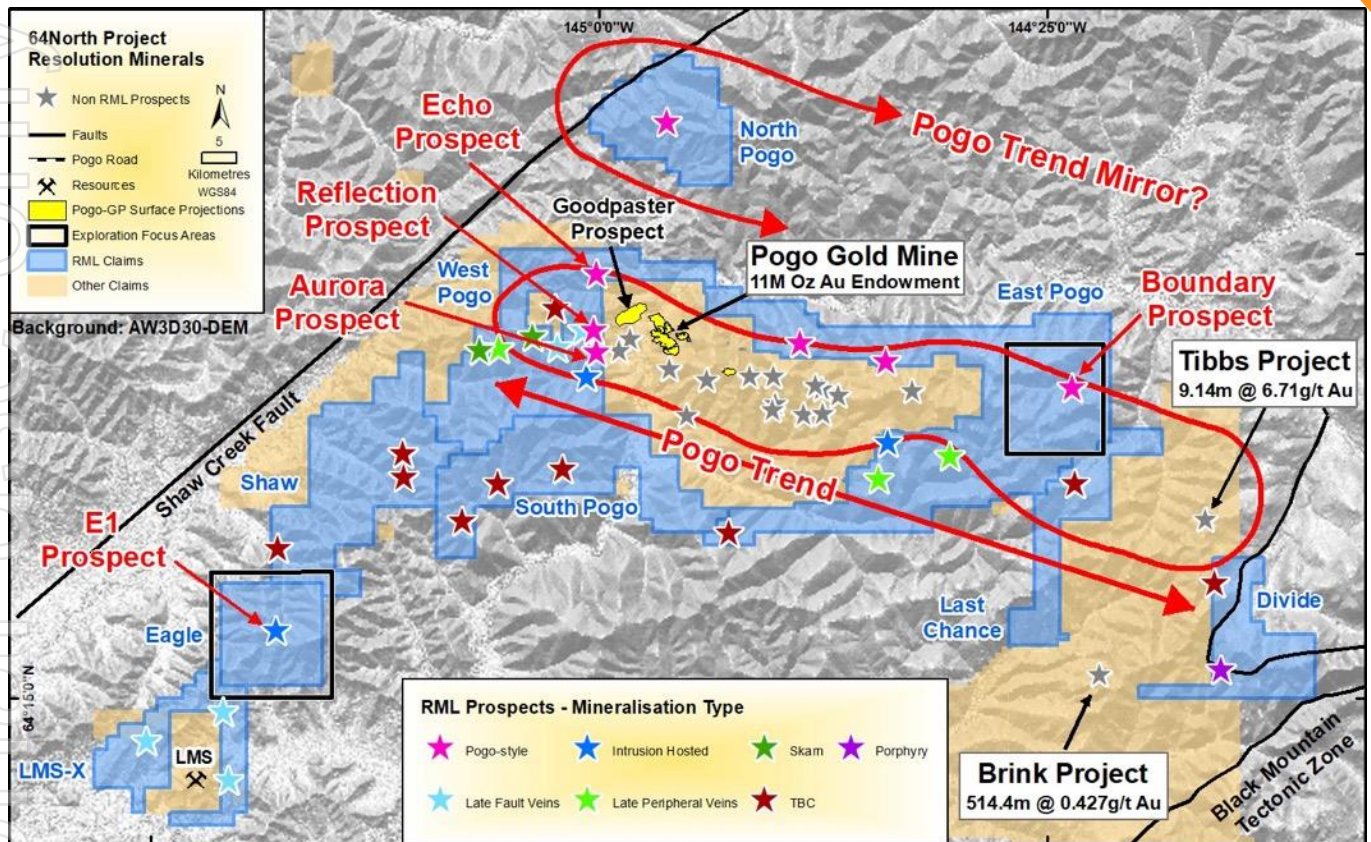 64North Project
Resolution Minerals
Non RML Prospects
Faults
Pogo Road
Resources
Pogo-GP Surface Projections
Exploration Focus Areas
RML Claims
Other Claims
N
5
Kilometres
WGS84
Background: AW3D30-DEM
145°0'0"W
144°25'0"W
64°15'0"N
Echo
Prospect
North
Pogo
Pogo Trend Mirror?
Reflection
Prospect
Goodpaster
Prospect
West
Pogo
Pogo Gold Mine
11M Oz Au Endowment
East Pogo
Boundary
Prospect
Aurora
Prospect
Tibbs Project
9.14m @ 6.71g/t Au
Shaw Creek Fault
Pogo Trend
Shaw
South Pogo
E1
Prospect
Eagle
Last
Chance
Divide
LMS
LMS-X
Brink Project
514.4m @ 0.427g/t Au
Black Mountain
Tectonic Zone
RML Prospects - Mineralisation Type
Pogo-style
Intrusion Hosted
Skarn
Porphyry
Late Fault Veins
Late Peripheral Veins
TBC